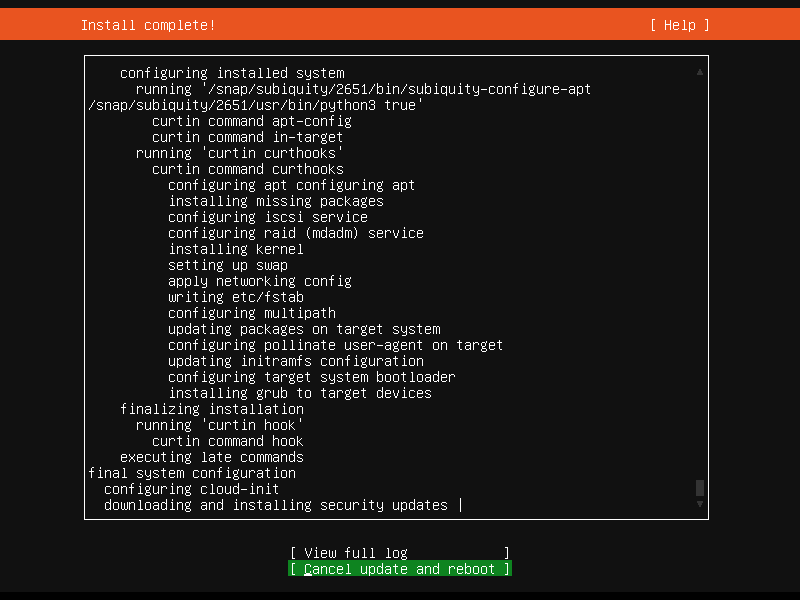 Install complete! [ Help ]
configuring installed system
running '/snap/subiquity/2651/bin/subiquity-configure-apt
/snap/subiquity/2651/usr/bin/python3 true'
curtin command apt-config
curtin command in-target
running 'curtin curthooks'
curtin command curthooks
configuring apt configuring apt
installing missing packages
configuring iscsi service
configuring raid (mdadm) service
installing kernel
setting up swap
apply networking config
writing etc/fstab
configuring multipath
updating packages on target system
configuring pollinate user-agent on target
updating initramfs configuration
configuring target system bootloader
installing grub to target devices
finalizing installation
running 'curtin hook'
curtin command hook
executing late commands
final system configuration
configuring cloud-init
downloading and installing security updates |
[ View full log ]
[ Cancel update and reboot ]